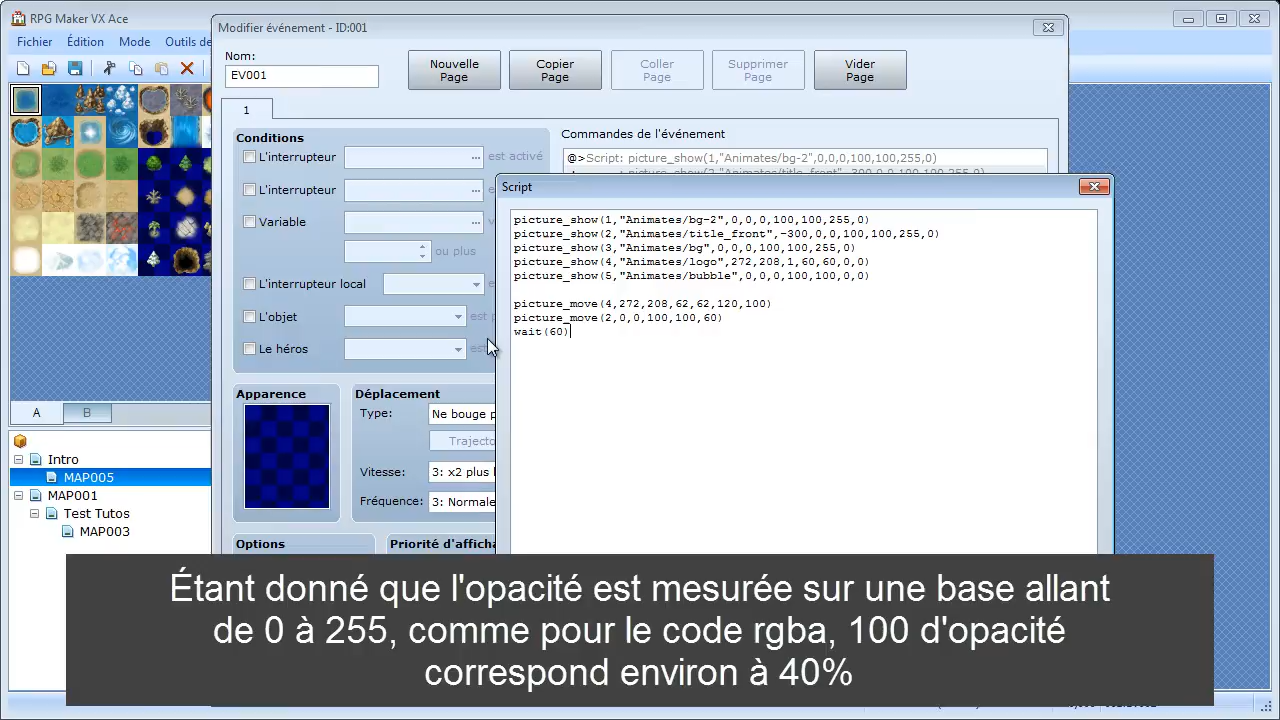 RPG Maker VX Ace
Fichier Édition Mode Outils de
Modifier événement - ID:001
Nom:
EV001
Nouvelle Page
Copier Page
Coller Page
Supprimer Page
Vider Page
1
Conditions
L'interrupteur ... est activé
L'interrupteur ...
Variable ...
ou plus
L'interrupteur local
L'objet
Le héros
Commandes de l'événement
@>Script: picture_show(1,"Animates/bg-2",0,0,0,100,100,255,0)
Script
picture_show(1,"Animates/bg-2",0,0,0,100,100,255,0)
picture_show(2,"Animates/title_front",-300,0,0,100,100,255,0)
picture_show(3,"Animates/bg",0,0,0,100,100,255,0)
picture_show(4,"Animates/logo",272,208,1,60,60,0,0)
picture_show(5,"Animates/bubble",0,0,0,100,100,0,0)
picture_move(4,272,208,62,62,120,100)
picture_move(2,0,0,100,100,60)
wait(60)
Apparence
Déplacement
Type: Ne bouge p
Trajecto
Vitesse: 3: x2 plus l
Fréquence: 3: Normale
Options
Priorité d'afficha
A B
Intro
MAP005
MAP001
Test Tutos
MAP003
Étant donné que l'opacité est mesurée sur une base allant
de 0 à 255, comme pour le code rgba, 100 d'opacité
correspond environ à 40%